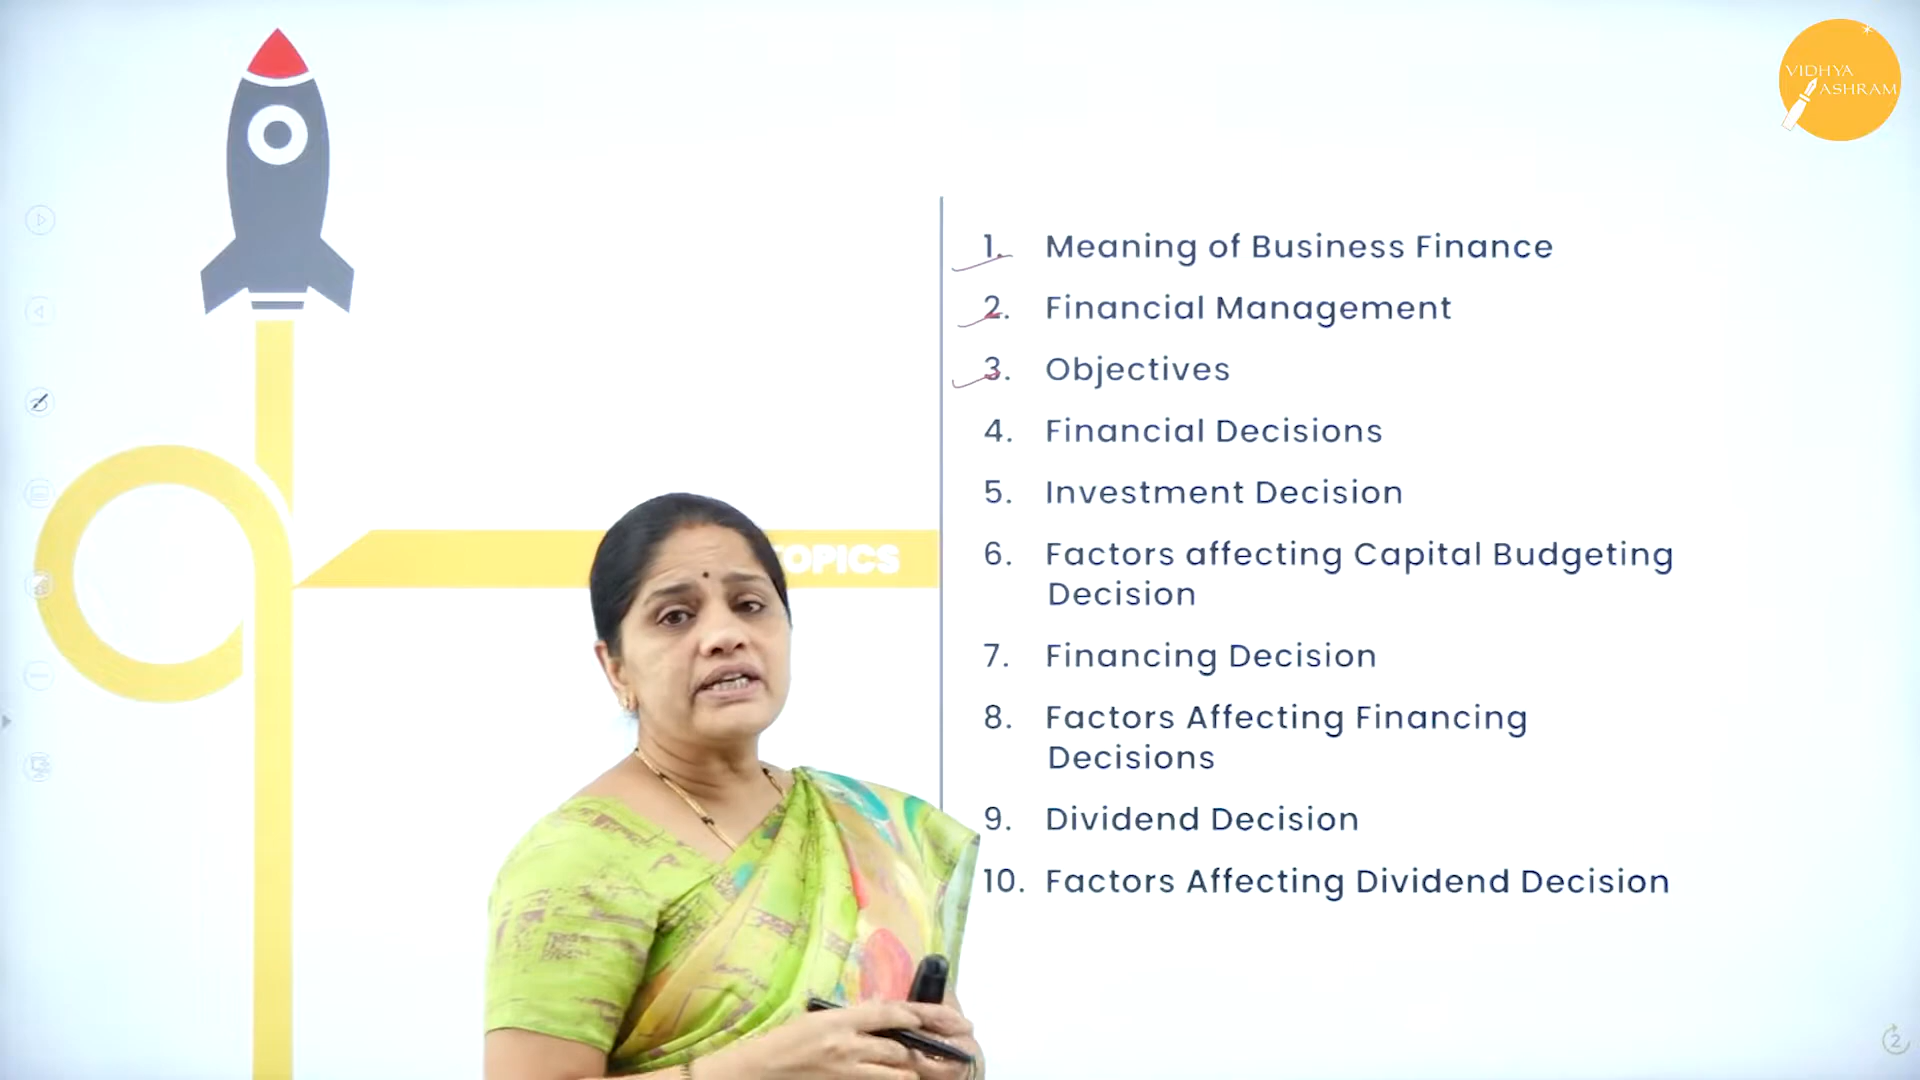 VIDHYA
ASHRAM
1. Meaning of Business Finance
2. Financial Management
3. Objectives
4. Financial Decisions
5. Investment Decision
6. Factors affecting Capital Budgeting
Decision
TOPICS
7. Financing Decision
8. Factors Affecting Financing
Decisions
9. Dividend Decision
10. Factors Affecting Dividend Decision
2